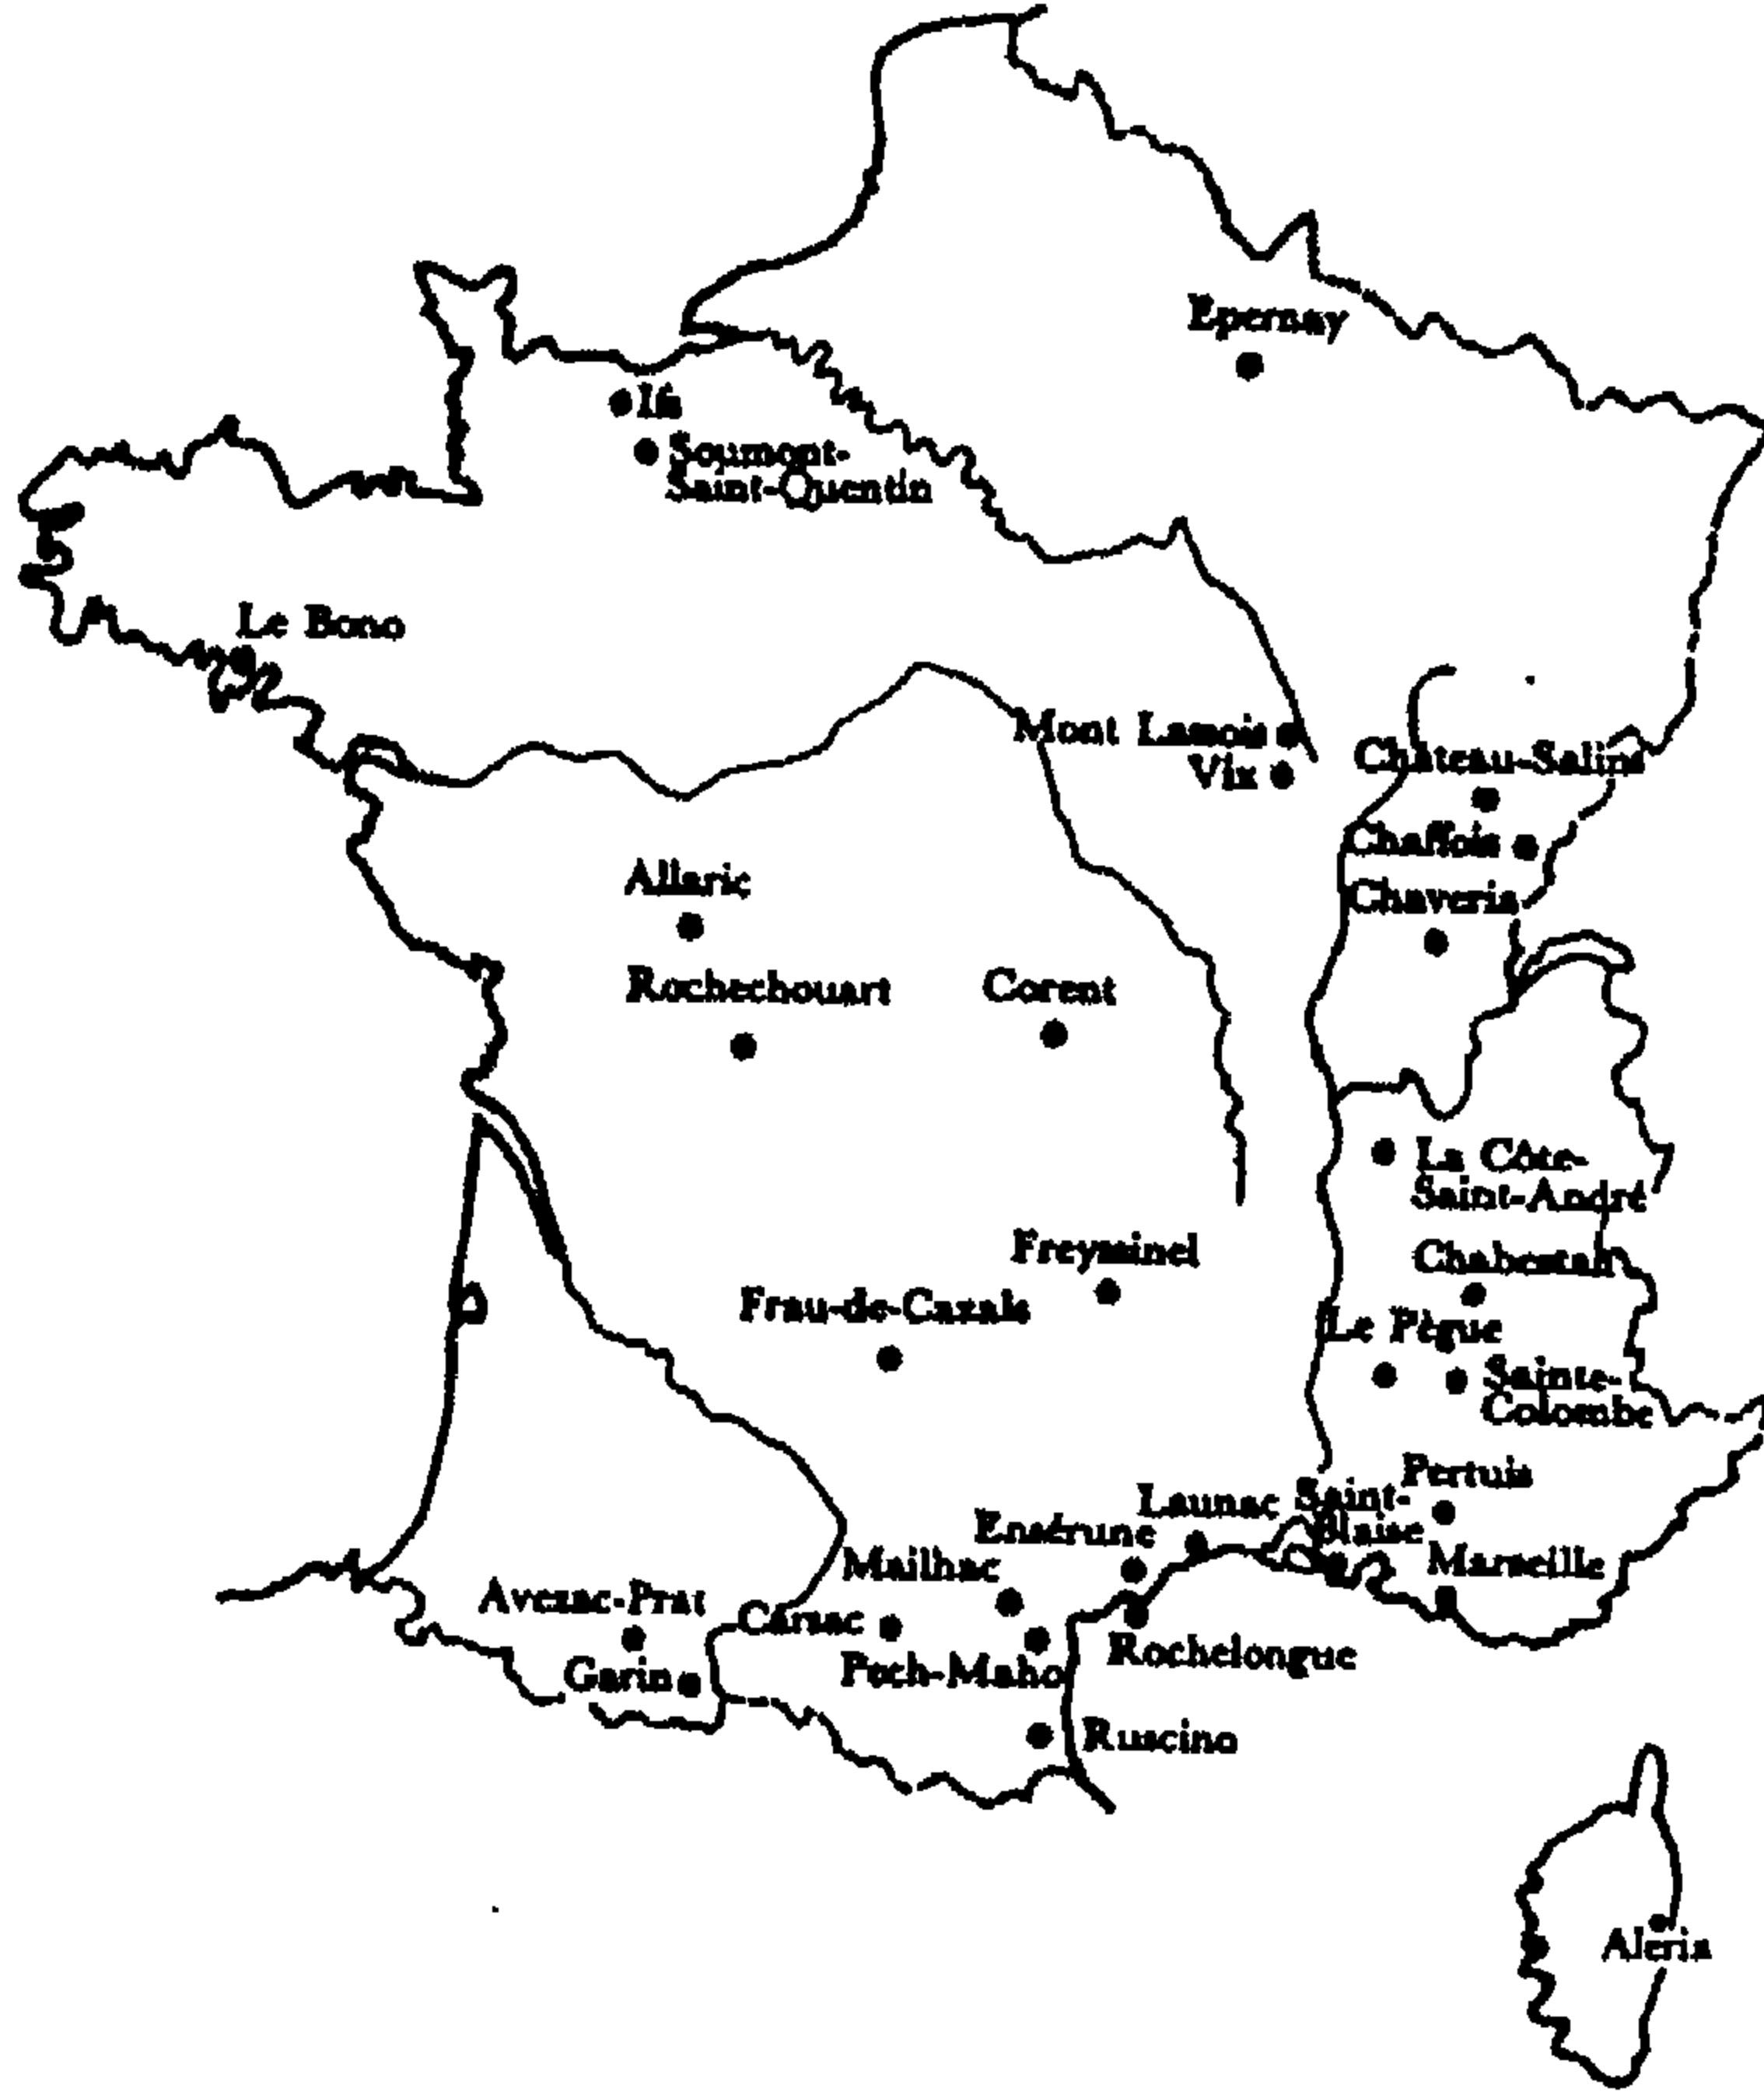 Epernay
Ifs
Soumont-
Saint-Quentin
Le Bono
Mont Lassois
Vix
Château-Salins
Chaffois
Chaveria
Alleric
Rochechouart
Corent
La Côte-
Saint-André
Freyssinel
Chabestan
Frau-de-Cazals
Le Pègue
Sainte-
Colombe
Pertuis
Launac
Saint-
Blaise
Ensérune
Mailhac
Marseille
Avezac-Prat
Carsac
Rochelongue
Pech-Maho
Garin
Ruscino
Aleria